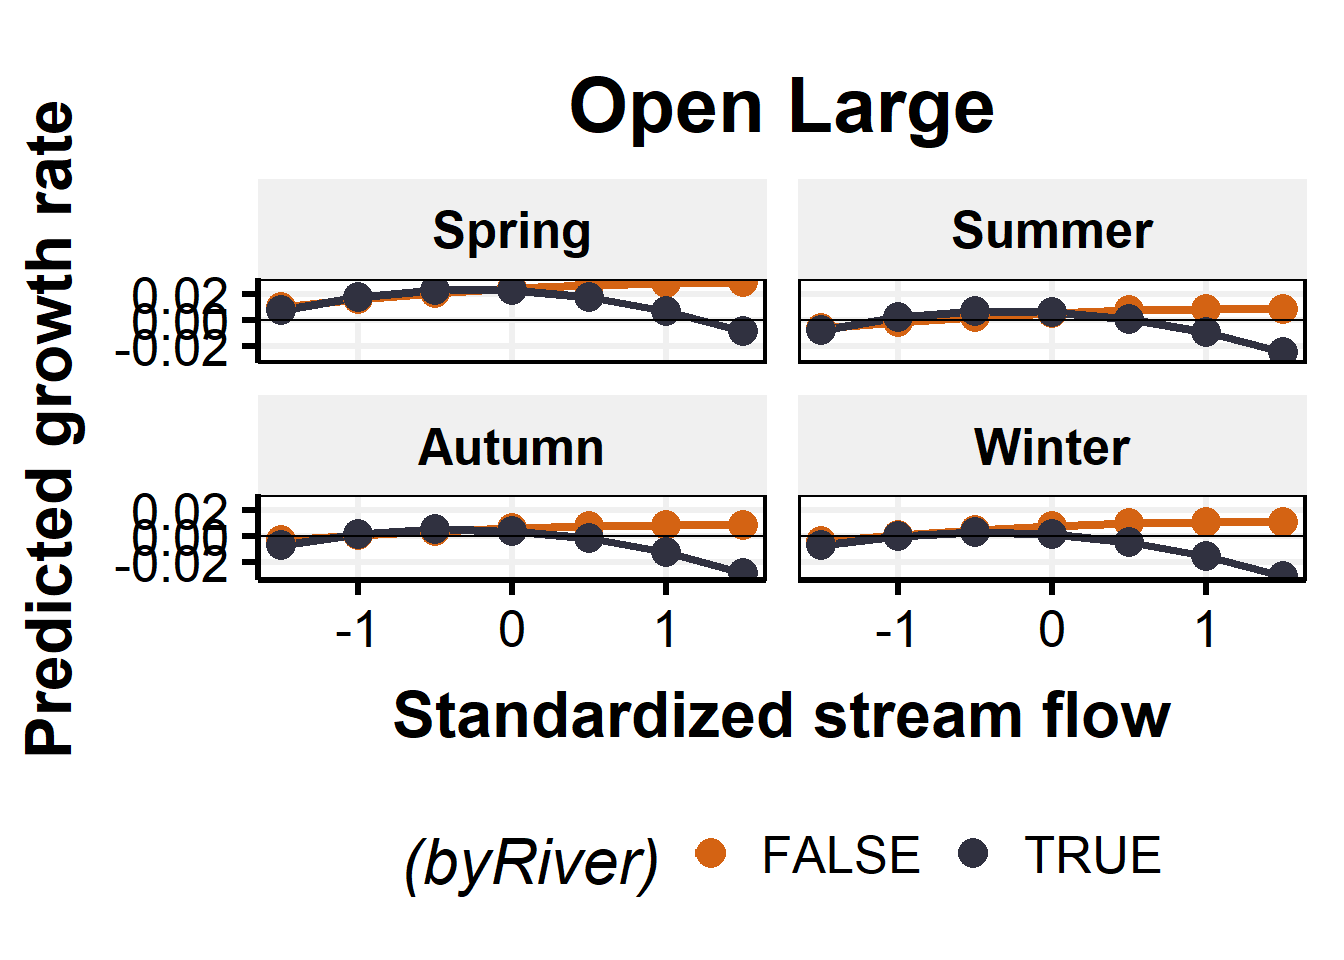 Open Large
Predicted growth rate
Spring
Summer
0.02
0.00
-0.02
Autumn
Winter
0.02
0.00
-0.02
-1 0 1 -1 0 1
Standardized stream flow
(byRiver) FALSE TRUE